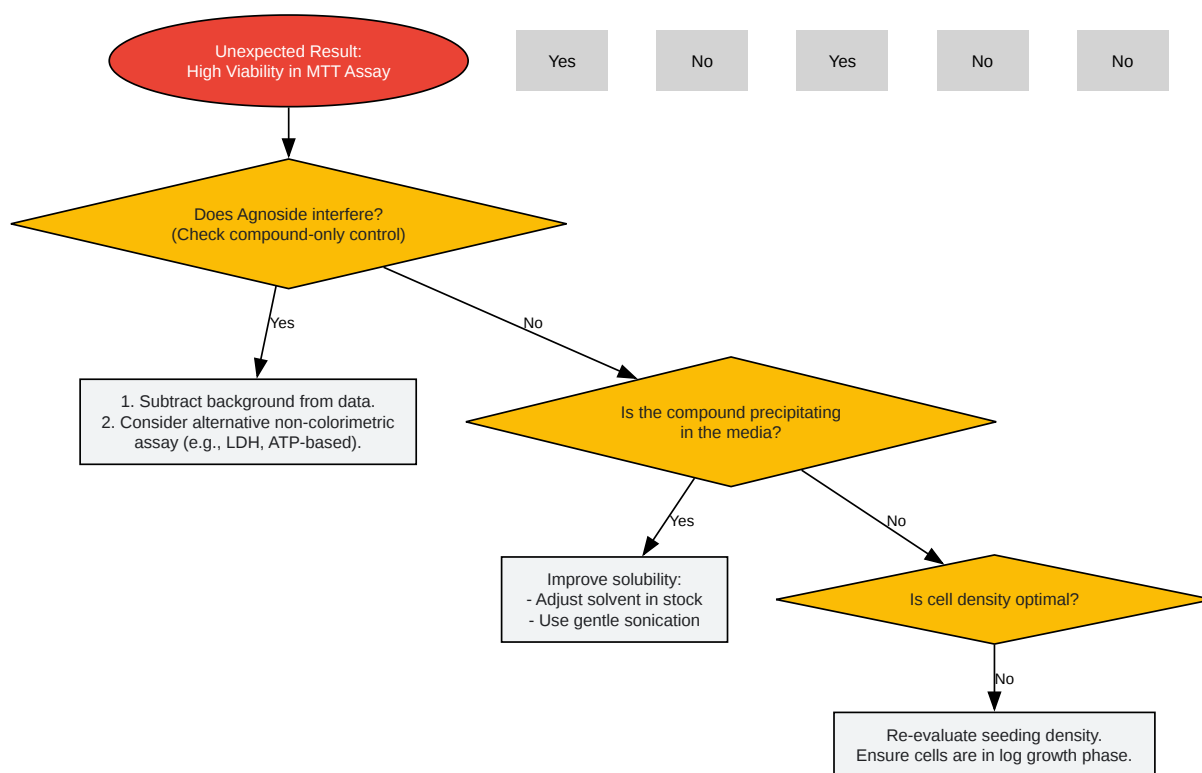 Unexpected Result:
High Viability in MTT Assay
Yes
No
Yes
No
No
Does Agnoside interfere?
(Check compound-only control)
Yes
No
1. Subtract background from data.
2. Consider alternative non-colorimetric
assay (e.g., LDH, ATP-based).
Is the compound precipitating
in the media?
Yes
No
Improve solubility:
- Adjust solvent in stock
- Use gentle sonication
Is cell density optimal?
No
Re-evaluate seeding density.
Ensure cells are in log growth phase.